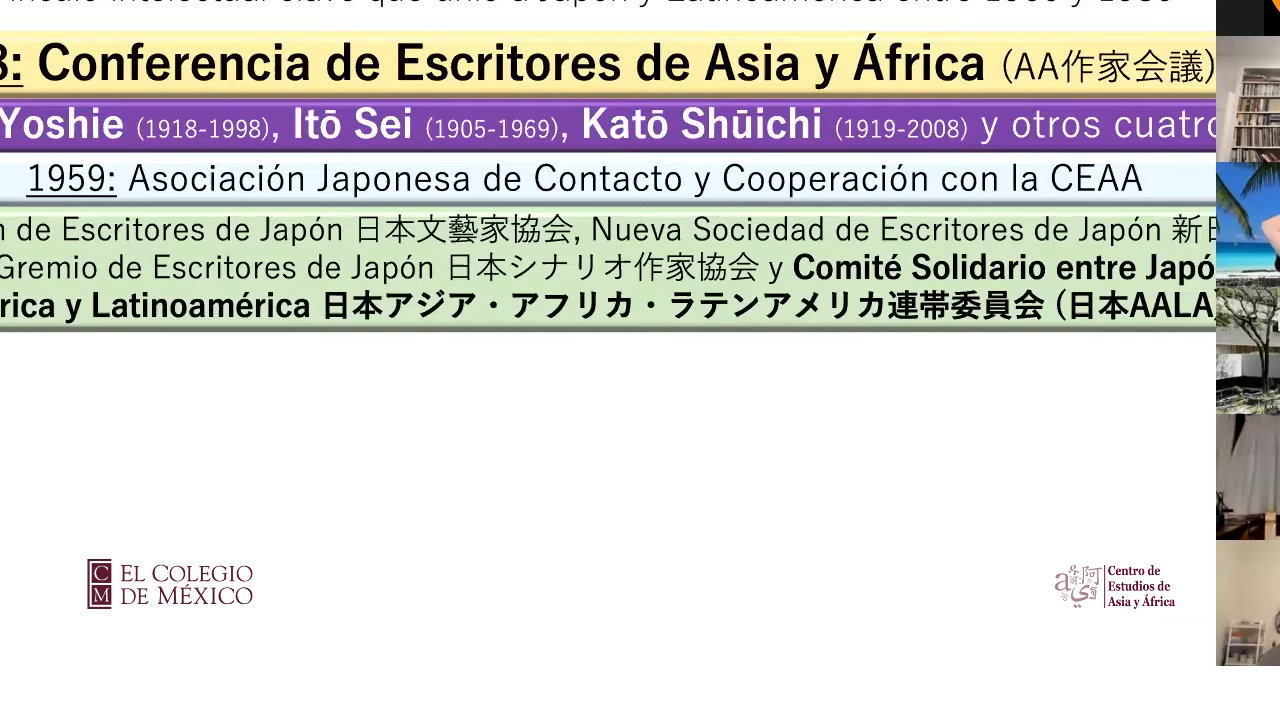 8: Conferencia de Escritores de Asia y África (AA作家会議)
Yoshie (1918-1998), Itō Sei (1905-1969), Katō Shūichi (1919-2008) y otros cuatro
1959: Asociación Japonesa de Contacto y Cooperación con la CEAA
de Escritores de Japón 日本文藝家協会, Nueva Sociedad de Escritores de Japón 新日
Gremio de Escritores de Japón 日本シナリオ作家協会 y Comité Solidario entre Japó
rica y Latinoamérica 日本アジア・アフリカ・ラテンアメリカ連帯委員会 (日本AALA)
CM
EL COLEGIO
DE MÉXICO
Centro de
Estudios de
Asia y África